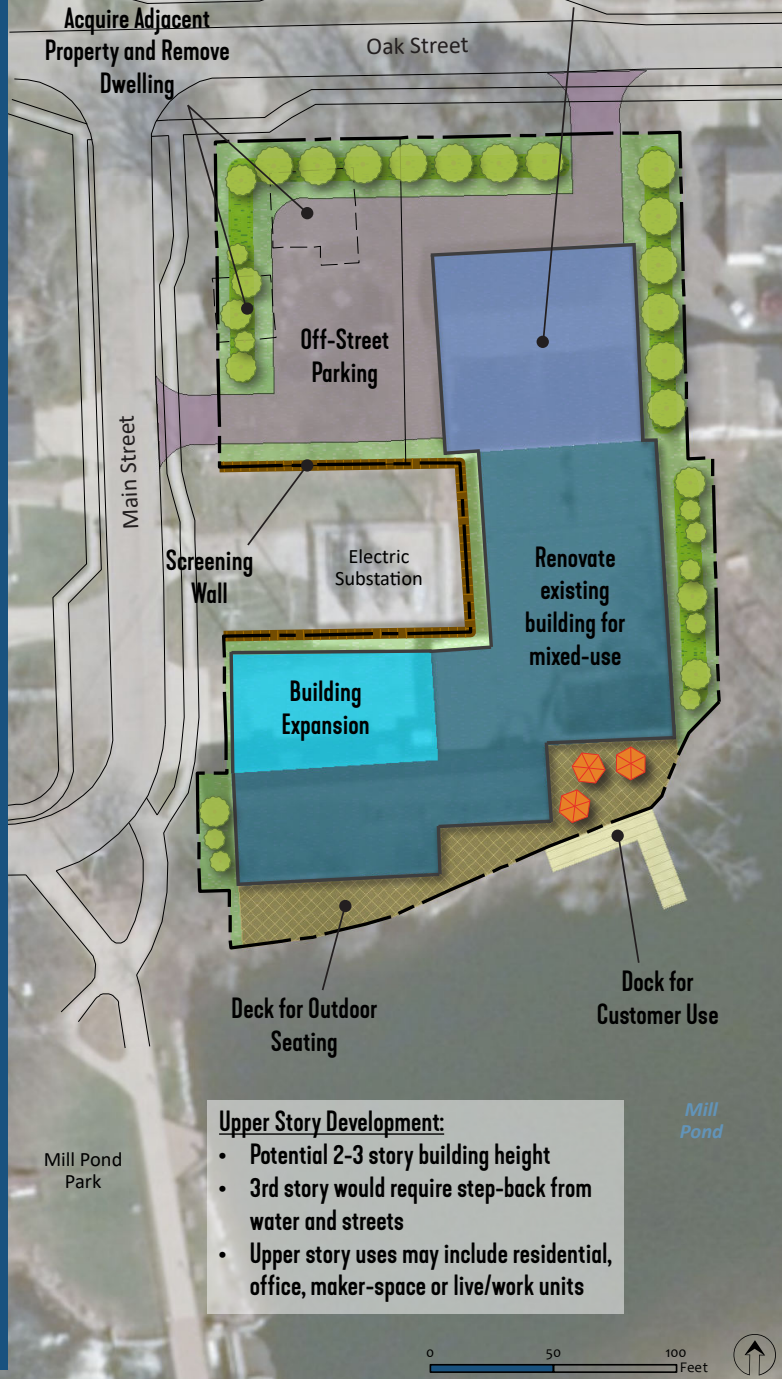 Acquire Adjacent
Property and Remove
Dwelling
Oak Street
Off-Street
Parking
Main Street
Screening
Wall
Electric
Substation
Renovate
existing
building for
mixed-use
Building
Expansion
Deck for Outdoor
Seating
Dock for
Customer Use
Mill
Pond
Mill Pond
Park
Upper Story Development:
• Potential 2-3 story building height
• 3rd story would require step-back from
water and streets
• Upper story uses may include residential,
office, maker-space or live/work units
0 50 100
Feet